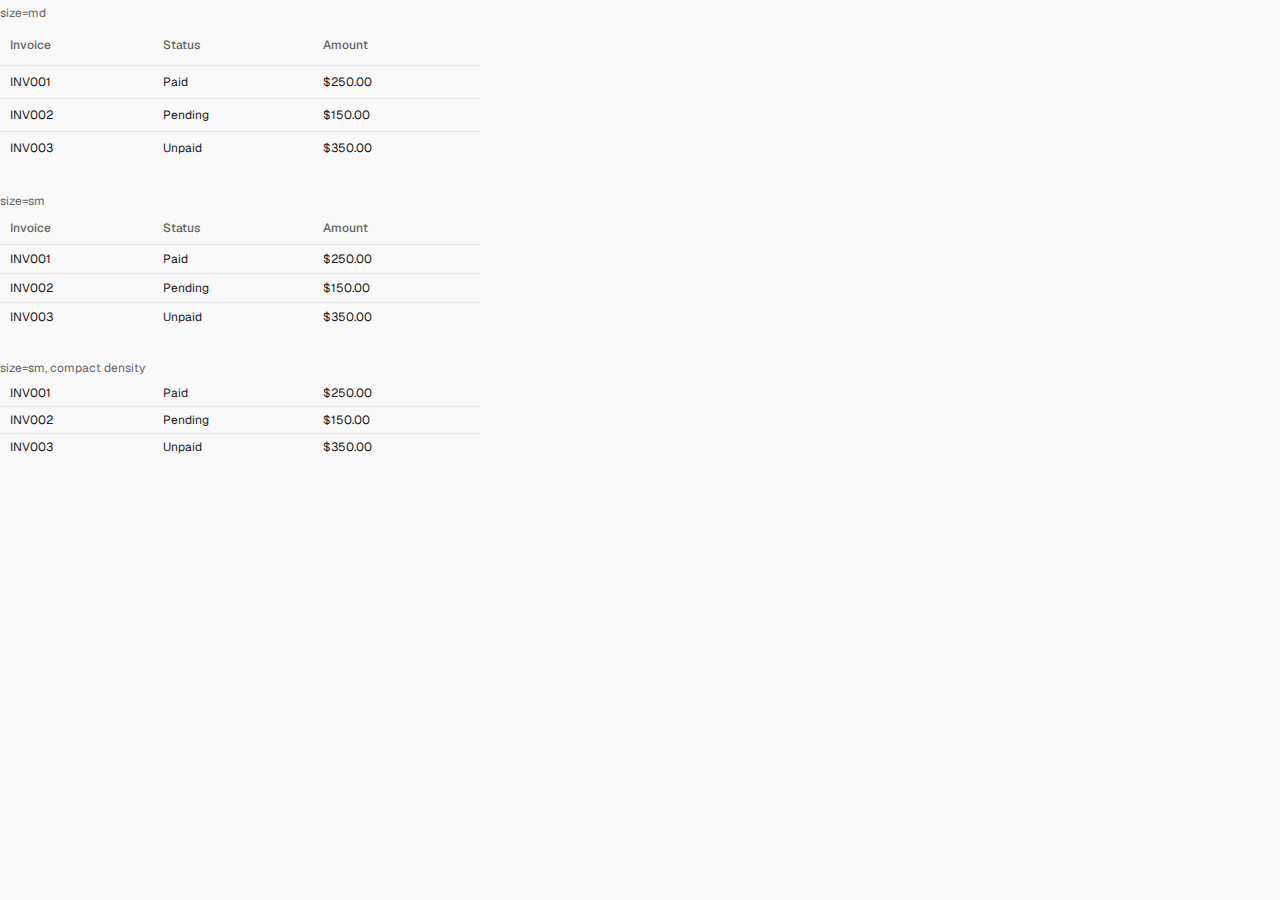 size=md
Invoice Status Amount
INV001 Paid $250.00
INV002 Pending $150.00
INV003 Unpaid $350.00
size=sm
Invoice Status Amount
INV001 Paid $250.00
INV002 Pending $150.00
INV003 Unpaid $350.00
size=sm, compact density
INV001 Paid $250.00
INV002 Pending $150.00
INV003 Unpaid $350.00